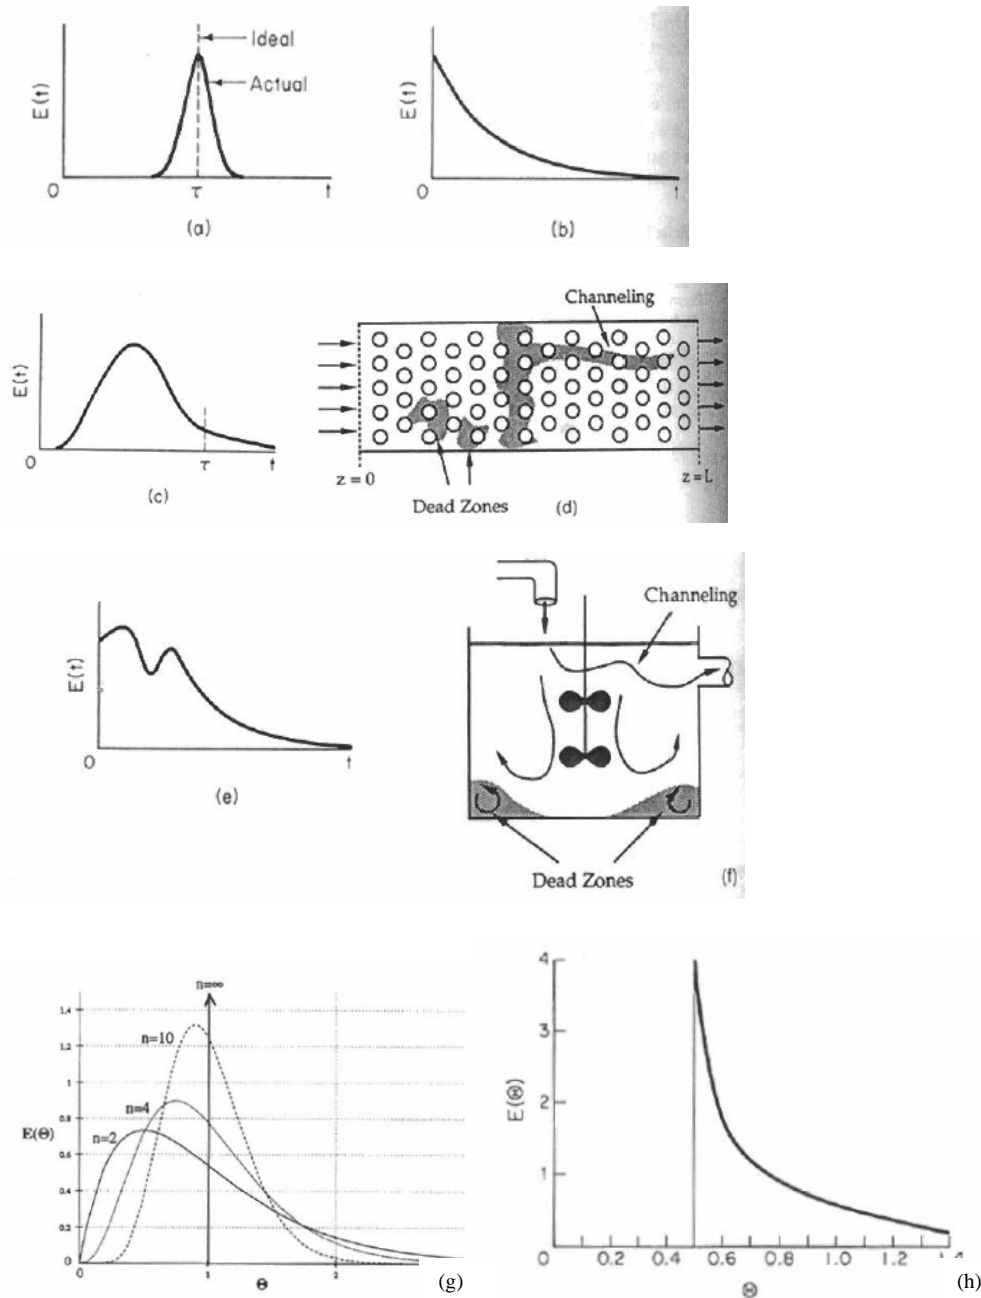 Ideal
Actual
E(t)
0
τ
t
(a)
E(t)
0
t
(b)
E(t)
0
τ
t
(c)
Channeling
z = 0
z=L
Dead Zones
(d)
E(t)
0
t
(e)
Channeling
Dead Zones
(f)
n=∞
1.4
n=10
1.2
1
n=4
0.8
E(Θ)
n=2
0.6
0.4
0.2
0
0
1
2
Θ
(g)
4
3
E(Θ)
2
1
0
0.2
0.4
0.6
0.8
1.0
1.2
Θ
(h)